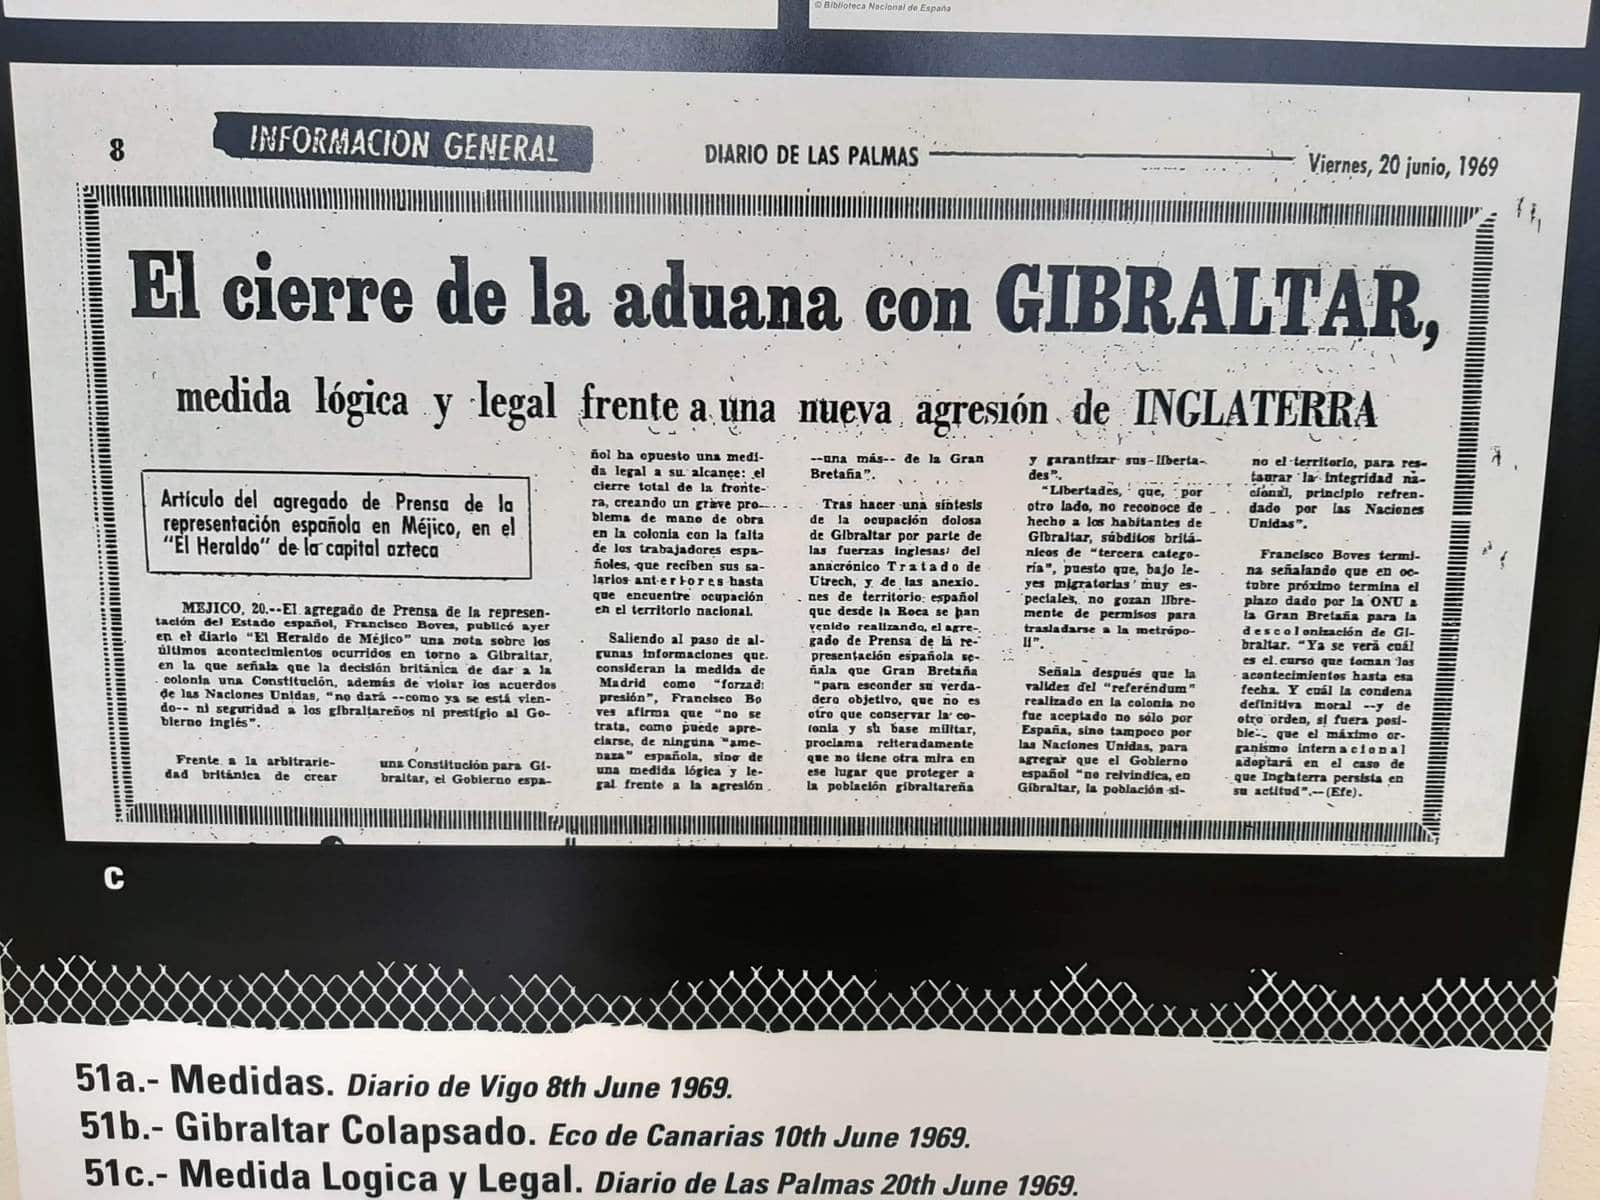 © Biblioteca Nacional de España
8
INFORMACION GENERAL
DIARIO DE LAS PALMAS
Viernes, 20 junio, 1969
El cierre de la aduana con GIBRALTAR,
medida lógica y legal frente a una nueva agresión de INGLATERRA
Artículo del agregado de Prensa de la
representación española en Méjico, en el
"El Heraldo" de la capital azteca
MEJICO, 20.--El agregado de Prensa de la represen-
tación del Estado español, Francisco Boves, publicó ayer
en el diario "El Heraldo de Méjico" una nota sobre los
últimos acontecimientos ocurridos en torno a Gibraltar,
en la que señala que la decisión británica de dar a la
colonia una Constitución, además de violar los acuerdos
de las Naciones Unidas, "no dará --como ya se está vien-
do-- ni seguridad a los gibraltareños ni prestigio al Go-
bierno inglés".
Frente a la arbitrarie-
dad británica de crear
una Constitución para Gi-
braltar, el Gobierno espa-
ñol ha opuesto una medi-
da legal a su alcance: el
cierre total de la fronte-
ra, creando un grave pro-
blema de mano de obra
en la colonia con la falta
de los trabajadores espa-
ñoles, que reciben sus sa-
larios anteriores hasta
que encuentre ocupación
en el territorio nacional.
Saliendo al paso de al-
gunas informaciones que
consideran la medida de
Madrid como "forzad:
presión", Francisco Bo
ves afirma que "no se
trata, como puede apre-
ciarse, de ninguna "ame-
naza" española, sino de
una medida lógica y le-
gal frente a la agresión
--una más-- de la Gran
Bretaña".
Tras hacer una síntesis
de la ocupación dolosa
de Gibraltar por parte de
las fuerzas inglesas del
anacrónico Tratado de
Utrech, y de las anexio-
nes de territorio español
que desde la Roca se han
venido realizando, el agre-
gado de Prensa de la re-
presentación española se-
ñala que Gran Bretaña
"para esconder su verda-
dero objetivo, que no es
otro que conservar la co-
lonia y su base militar,
proclama reiteradamente
que no tiene otra mira en
ese lugar que proteger a
la población gibraltareña
y garantizar sus liberta-
des".
"Libertades, que, por
otro lado, no reconoce de
hecho a los habitantes de
Gibraltar, súbditos britá-
nicos de "tercera catego-
ría", puesto que, bajo le-
yes migratorias muy es-
peciales, no gozan libre-
mente de permisos para
trasladarse a la metrópo-
li".
Señala después que la
validez del "referéndum"
realizado en la colonia no
fue aceptado no sólo por
España, sino tampoco por
las Naciones Unidas, para
agregar que el Gobierno
español "no reivindica, en
Gibraltar, la población si-
no el territorio, para res-
taurar la integridad na-
cional, principio refren-
dado por las Naciones
Unidas".
Francisco Boves termi-
na señalando que en oc-
tubre próximo termina el
plazo dado por la ONU a
la Gran Bretaña para la
descolonización de Gi-
braltar. "Ya se verá cuál
es el curso que toman los
acontecimientos hasta esa
fecha. Y cuál la condena
definitiva moral --y de
otro orden, si fuera posi-
ble-- que el máximo or-
ganismo internacional
adoptará en el caso de
que Inglaterra persista en
su actitud".--(Efe).
C
51a.- Medidas. Diario de Vigo 8th June 1969.
51b.- Gibraltar Colapsado. Eco de Canarias 10th June 1969.
51c.- Medida Logica y Legal. Diario de Las Palmas 20th June 1969.